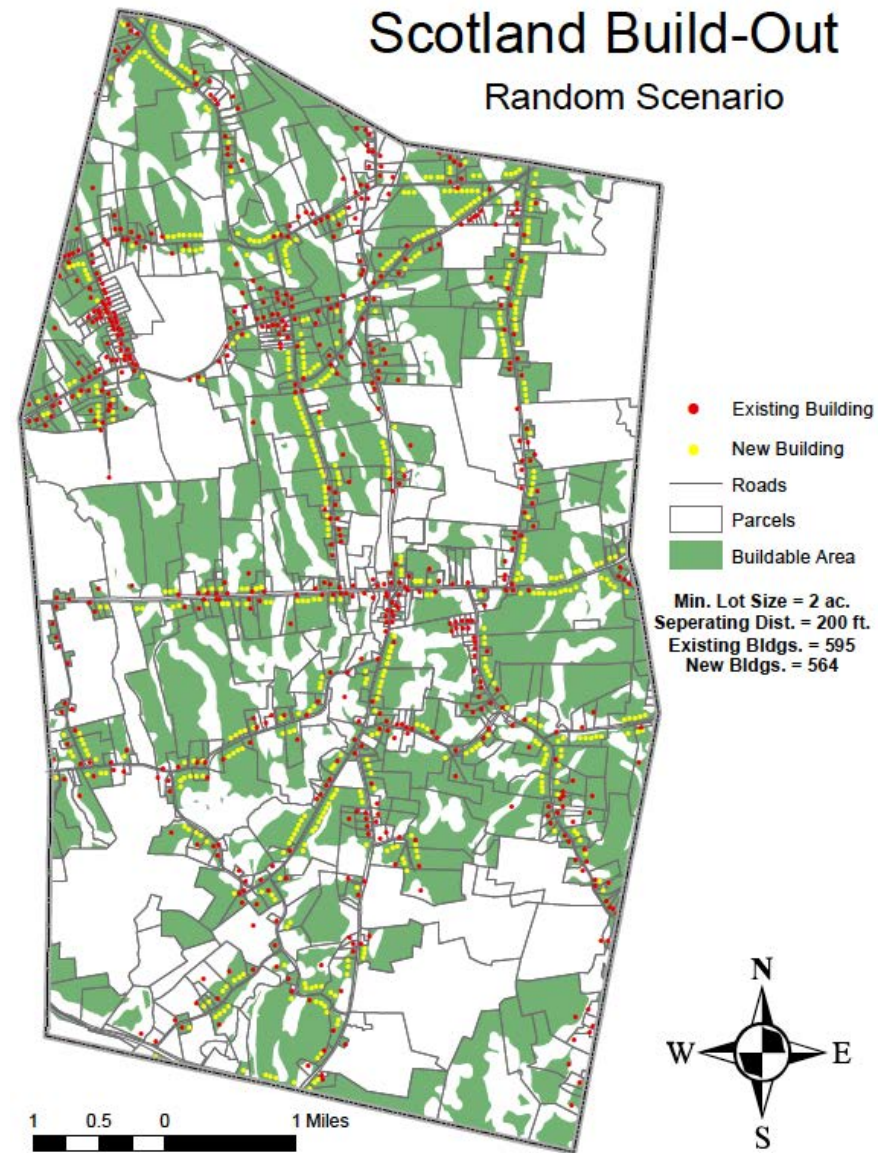 Scotland Build-Out
Random Scenario
Existing Building
New Building
Roads
Parcels
Buildable Area
Min. Lot Size = 2 ac.
Seperating Dist. = 200 ft.
Existing Bldgs. = 595
New Bldgs. = 564
N
W E
S
1 0.5 0 1 Miles